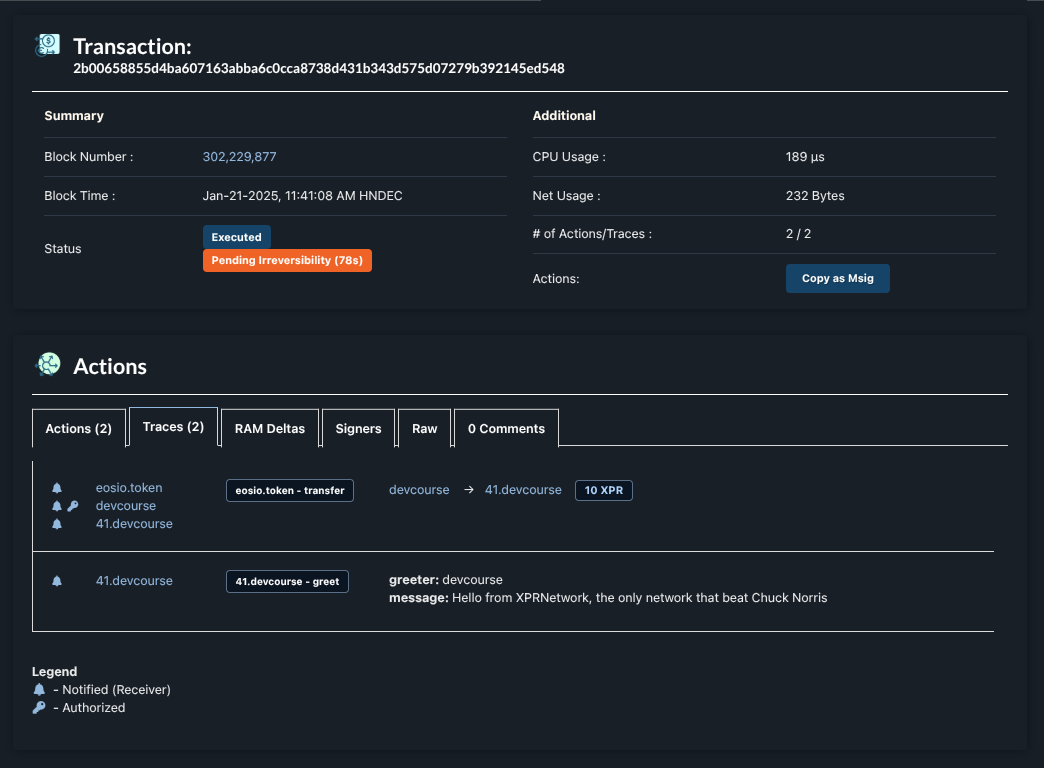 Transaction:
2b00658855d4ba607163abba6c0cca8738d431b343d575d07279b392145ed548
Summary
Block Number :
302,229,877
Block Time :
Jan-21-2025, 11:41:08 AM HNDEC
Status
Executed
Pending Irreversibility (78s)
Additional
CPU Usage :
189 µs
Net Usage :
232 Bytes
# of Actions/Traces :
2 / 2
Actions:
Copy as Msig
Actions
Actions (2)
Traces (2)
RAM Deltas
Signers
Raw
0 Comments
eosio.token
devcourse
41.devcourse
eosio.token - transfer
devcourse → 41.devcourse 10 XPR
41.devcourse
41.devcourse - greet
greeter: devcourse
message: Hello from XPRNetwork, the only network that beat Chuck Norris
Legend
- Notified (Receiver)
- Authorized